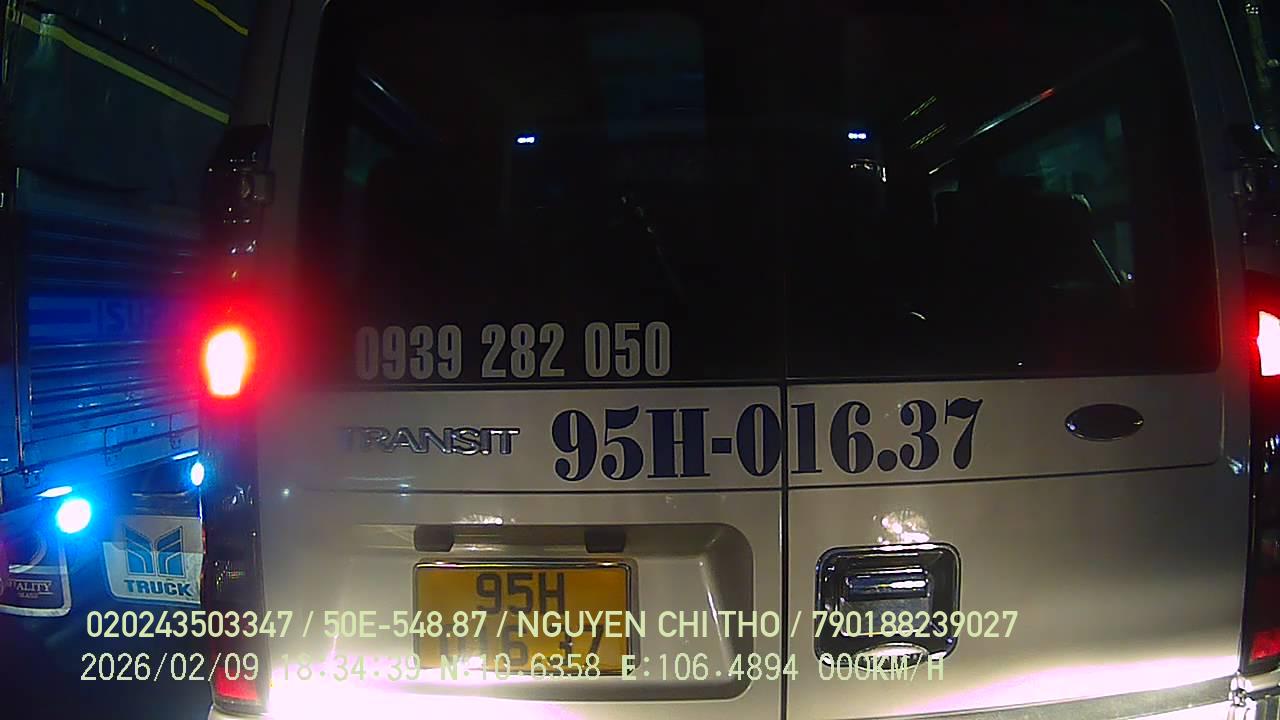 0939 282 050
TRANSIT
95H-016.37
TRUCK
95H
020243503347 / 50E-548.87 / NGUYEN CHI THO / 790188239027
2026/02/09 18:34:39 N:10.6358 E:106.4894 000KM/H